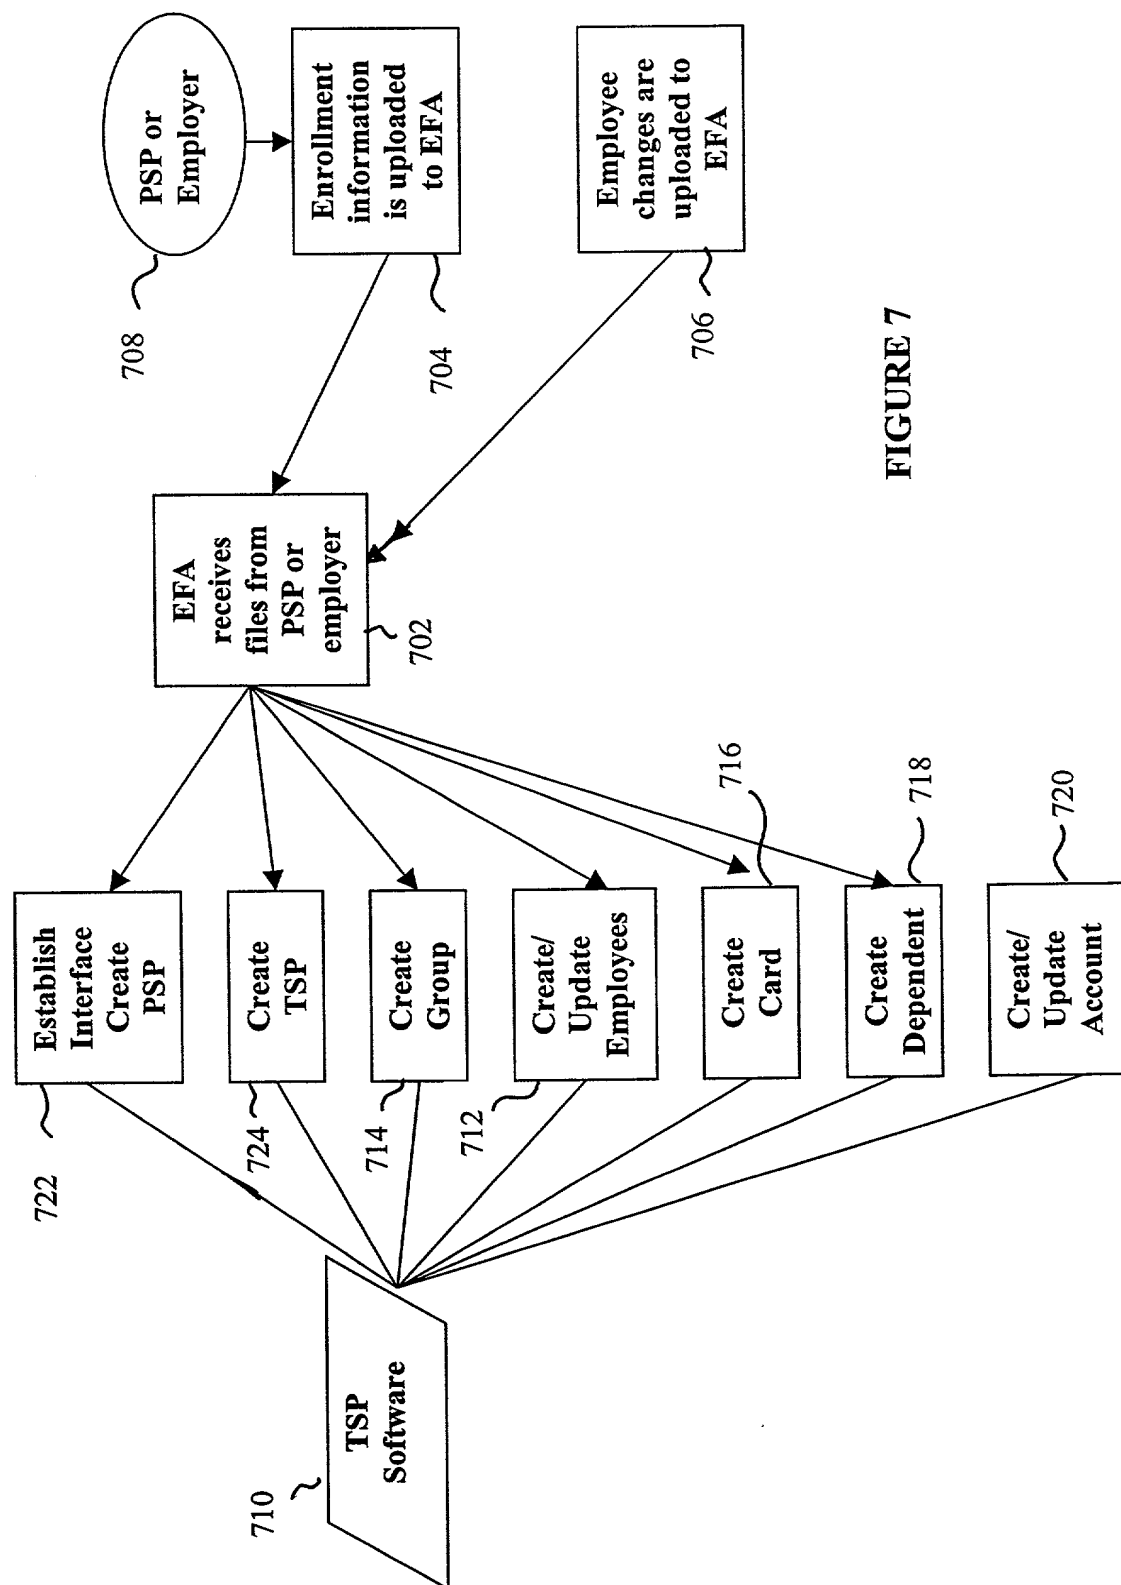 PSP or
Employer
708
Enrollment
information
is uploaded
to EFA
704
Employee
changes are
uploaded to
EFA
706
EFA
receives
files from
PSP or
employer
702
Establish
Interface
Create
PSP
722
Create
TSP
724
Create
Group
714
Create/
Update
Employees
712
Create
Card
716
Create
Dependent
718
Create/
Update
Account
720
TSP
Software
710
FIGURE 7